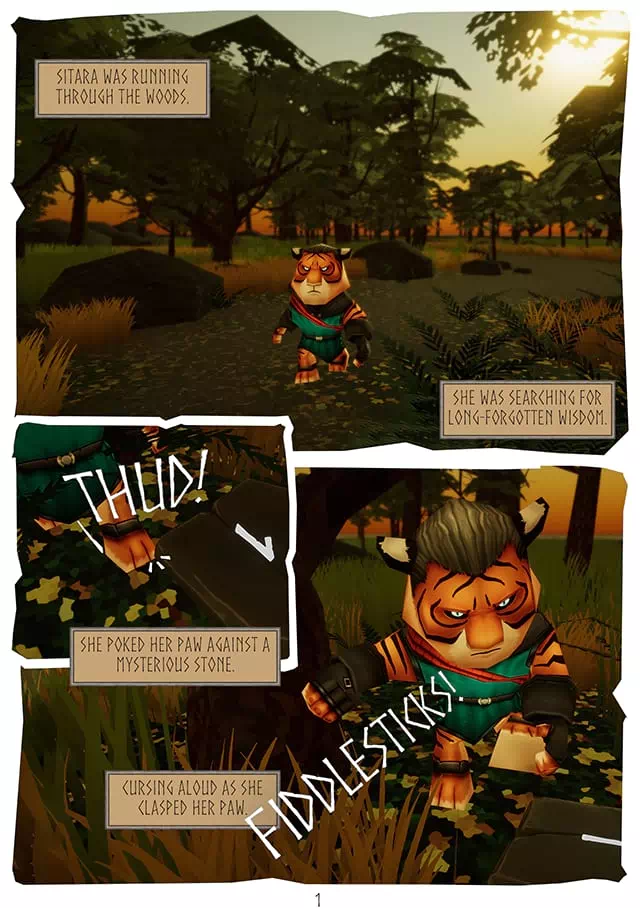 SITARA WAS RUNNING
THROUGH THE WOODS.
SHE WAS SEARCHING FOR
LONG-FORGOTTEN WISDOM.
THUD!
SHE POKED HER PAW AGAINST A
MYSTERIOUS STONE.
FIDDLESTICKS!
CURSING ALOUD AS SHE
CLASPED HER PAW.
1